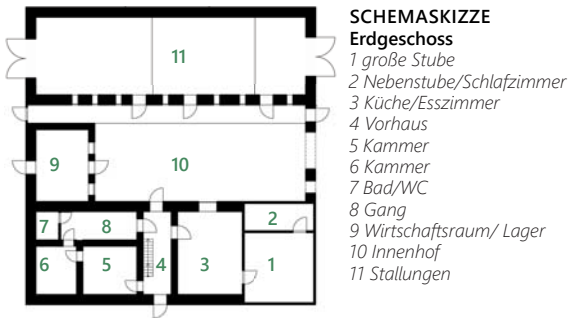 SCHEMASKIZZE
Erdgeschoss
1 große Stube
2 Nebenstube/Schlafzimmer
3 Küche/Esszimmer
4 Vorhaus
5 Kammer
6 Kammer
7 Bad/WC
8 Gang
9 Wirtschaftsraum/ Lager
10 Innenhof
11 Stallungen
11
9
10
7
8
2
6
5
4
3
1